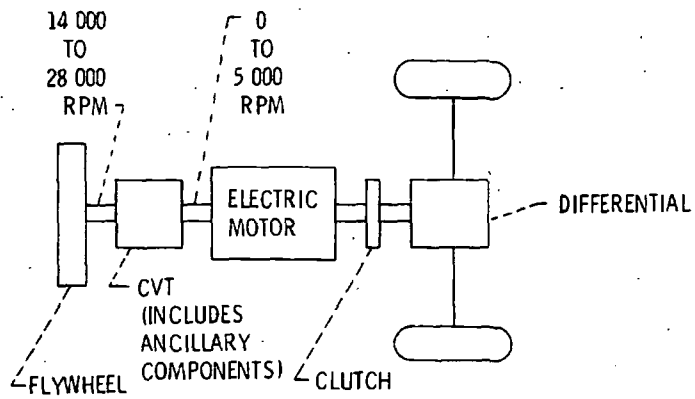 14 000
TO
28 000
RPM
0
TO
5 000
RPM
ELECTRIC
MOTOR
DIFFERENTIAL
CVT
(INCLUDES
ANCILLARY
COMPONENTS)
CLUTCH
FLYWHEEL